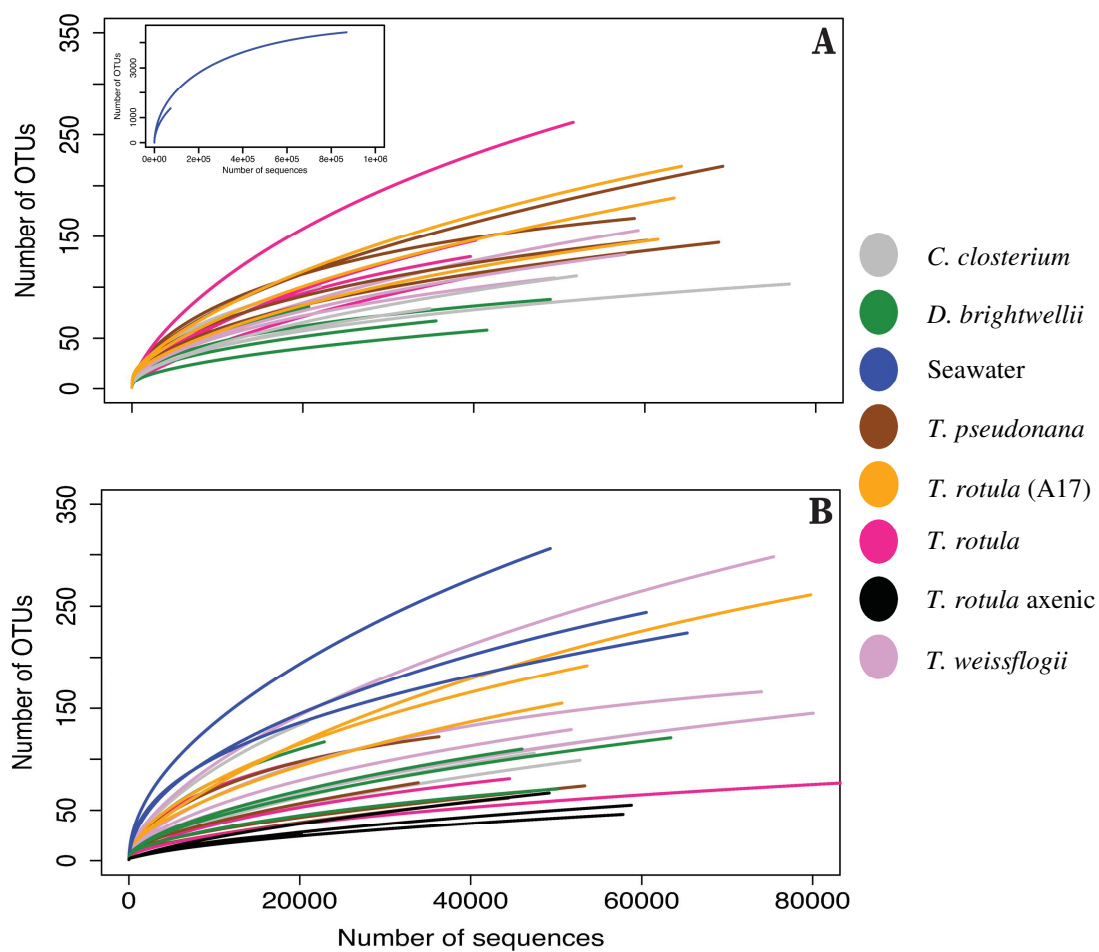 A
350
250
150
50
0
Number of OTUs
3000
1000
0
Number of OTUs
0e+00 2e+05 4e+05 6e+05 8e+05 1e+06
Number of sequences
B
350
250
150
50
0
Number of OTUs
0 20000 40000 60000 80000
Number of sequences
C. closterium
D. brightwellii
Seawater
T. pseudonana
T. rotula (A17)
T. rotula
T. rotula axenic
T. weissflogii